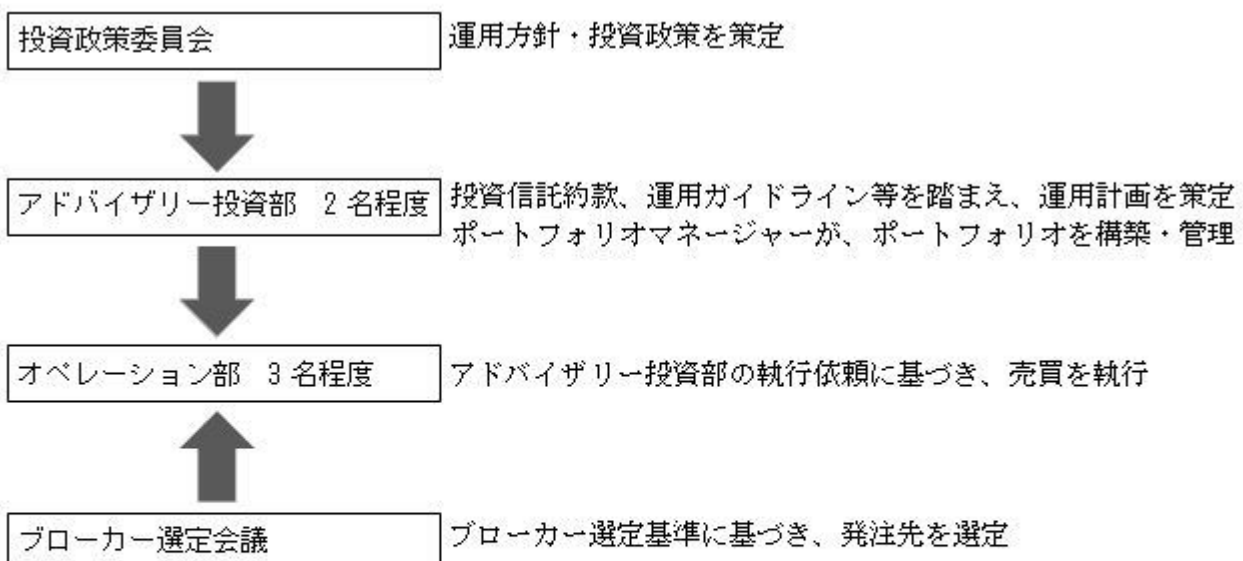 投資政策委員会
運用方針・投資政策を策定
アドバイザリー投資部 2名程度
投資信託約款、運用ガイドライン等を踏まえ、運用計画を策定
ポートフォリオマネージャーが、ポートフォリオを構築・管理
オペレーション部 3名程度
アドバイザリー投資部の執行依頼に基づき、売買を執行
ブローカー選定会議
ブローカー選定基準に基づき、発注先を選定